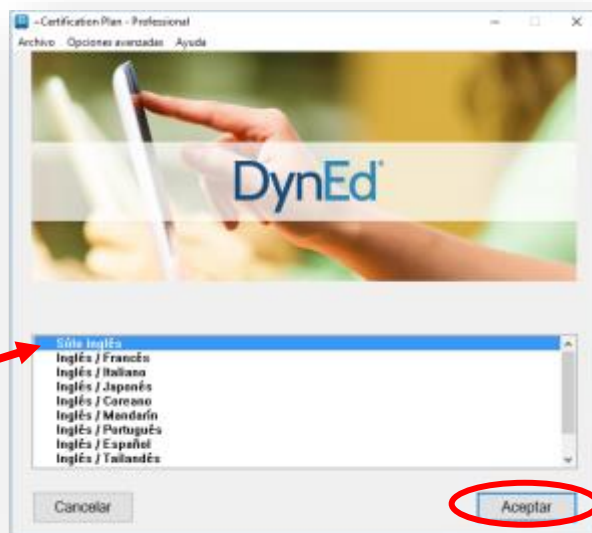 ~Certification Plan - Professional
Archivo Opciones avanzadas Ayuda
DynEd
Sólo Inglés
Inglés / Francés
Inglés / Italiano
Inglés / Japonés
Inglés / Coreano
Inglés / Mandarín
Inglés / Portugués
Inglés / Español
Inglés / Tailandés
Cancelar Aceptar